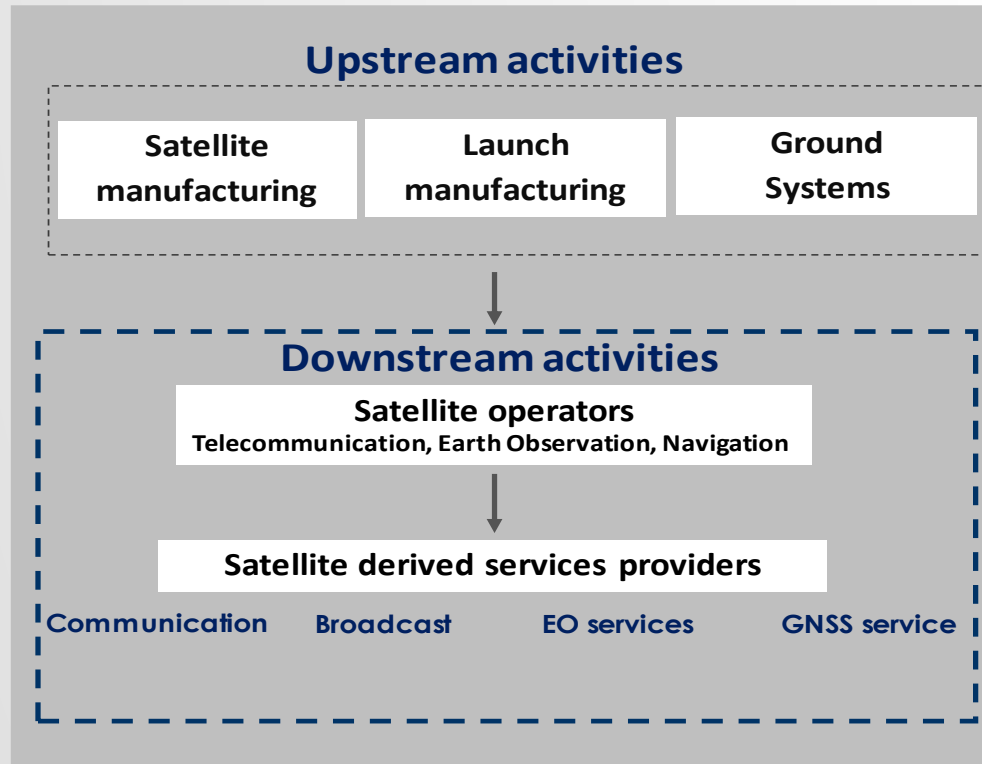 Upstream activities
Satellite
manufacturing
Launch
manufacturing
Ground
Systems
Downstream activities
Satellite operators
Telecommunication, Earth Observation, Navigation
Satellite derived services providers
Communication
Broadcast
EO services
GNSS service